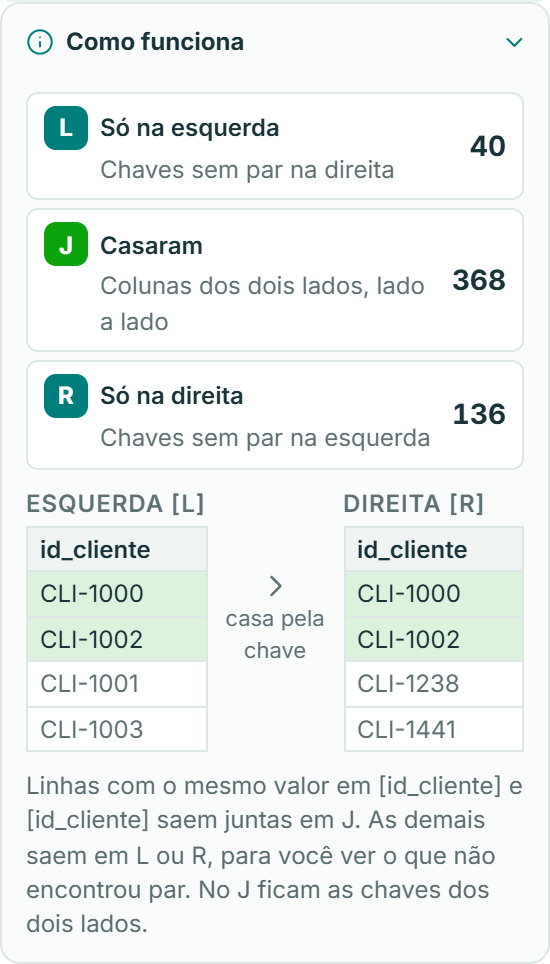 Como funciona
L Só na esquerda
Chaves sem par na direita
40
J Casaram
Colunas dos dois lados, lado
a lado
368
R Só na direita
Chaves sem par na esquerda
136
ESQUERDA [L]
id_cliente
CLI-1000
CLI-1002
CLI-1001
CLI-1003
casa pela
chave
DIREITA [R]
id_cliente
CLI-1000
CLI-1002
CLI-1238
CLI-1441
Linhas com o mesmo valor em [id_cliente] e
[id_cliente] saem juntas em J. As demais
saem em L ou R, para você ver o que não
encontrou par. No J ficam as chaves dos
dois lados.